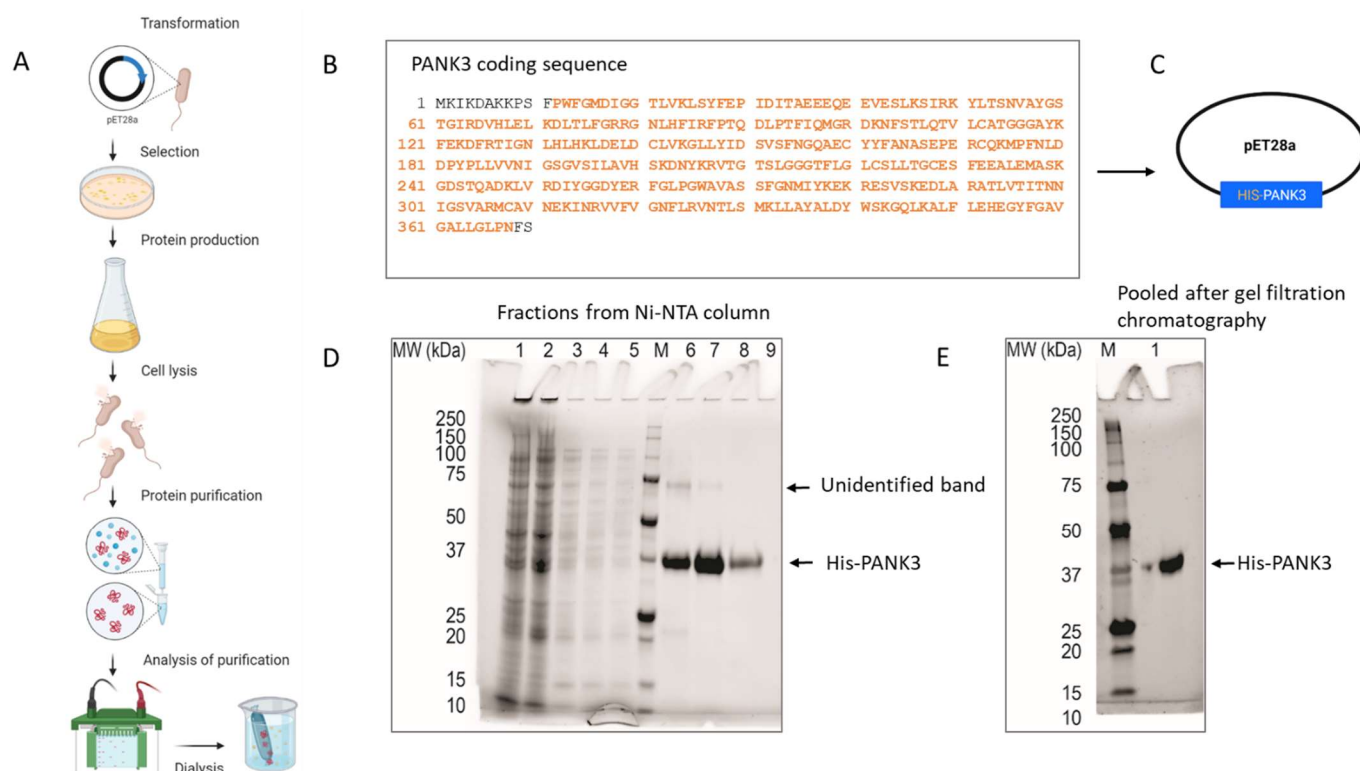 A
Transformation
pET28a
Selection
Protein production
Cell lysis
Protein purification
Analysis of purification
Dialysis
B
PANK3 coding sequence
1 MKIKDAKKPS FPWFGMDIGG TLVKLSYFEP IDITAEEEQE EVESLKSIRK YLTSNVAYGS
61 TGIRDVHLEL KDLTLFGRRG NLHFIRFPTQ DLPTFIQMGR DKNFSTLQTV LCATGGGAYK
121 FEKDFRTIGN LHLHKLDELD CLVKGLLYID SVSFNGQAEC YYFANASEPE RCQKMPFNLD
181 DPYPLLVVNI GSGVSILAVH SKDNYKRVTG TSLGGGTFLG LCSLLTGCES FEEALEMASK
241 GDSTQADKLV RDIYGGDYER FGLPGWAVAS SFGNMIYKEK RESVSKEDLA RATLVTITNN
301 IGSVARMCAV NEKINRVVFV GNFLRVNTLS MKLLAYALDY WSKGQLKALF LEHEGYFGAV
361 GALLGLPNFS
C
pET28a
HIS-PANK3
Fractions from Ni-NTA column
D
MW (kDa) 1 2 3 4 5 M 6 7 8 9
250
150
100
75
50
37
25
20
15
10
Unidentified band
His-PANK3
Pooled after gel filtration
chromatography
E
MW (kDa) M 1
250
150
100
75
50
37
25
20
15
10
His-PANK3